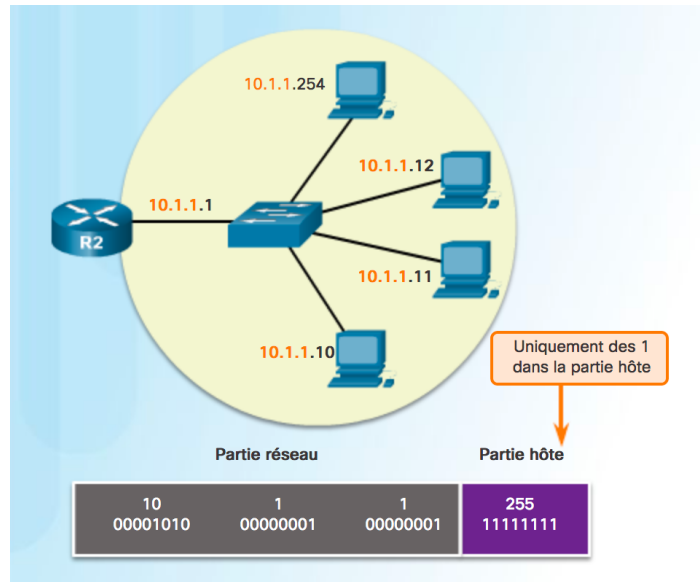 10.1.1.254
10.1.1.12
10.1.1.1
R2
10.1.1.11
10.1.1.10
Uniquement des 1
dans la partie hôte
Partie réseau Partie hôte
10 1 1 255
00001010 00000001 00000001 11111111